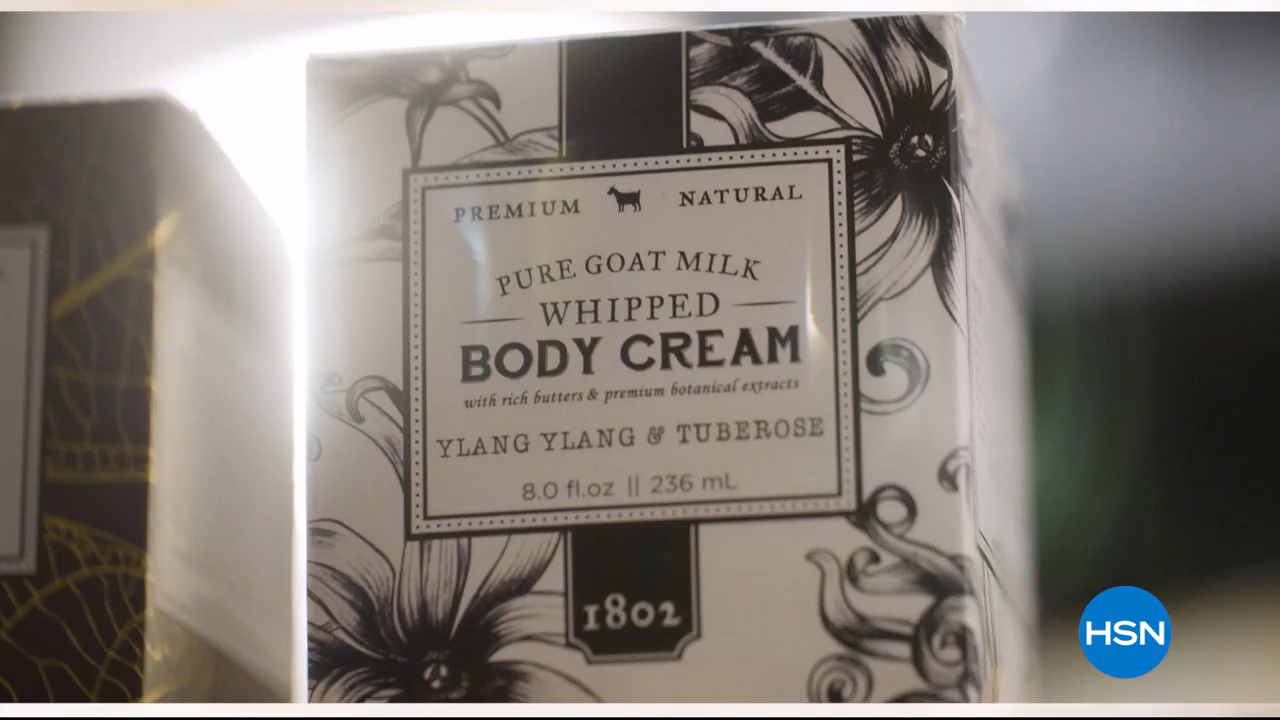 PREMIUM NATURAL
PURE GOAT MILK
WHIPPED
BODY CREAM
with rich butters & premium botanical extracts
YLANG YLANG & TUBEROSE
8.0 fl.oz || 236 mL
1802
HSN